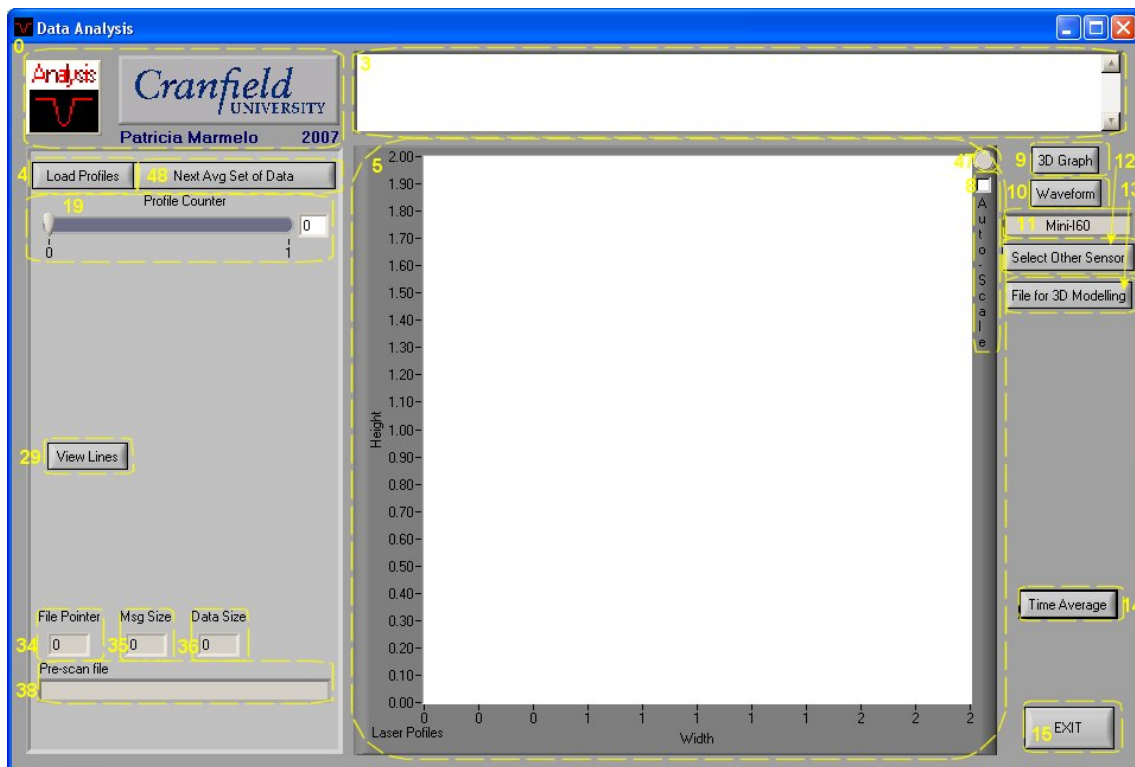 Data Analysis
0
Analysis
Cranfield
UNIVERSITY
Patricia Marmelo 2007
3
4 Load Profiles
48 Next Avg Set of Data
19 Profile Counter
0
0 1
29 View Lines
File Pointer Msg Size Data Size
34 0 35 0 36 0
Pre-scan file
38
5
2.00
1.90
1.80
1.70
1.60
1.50
1.40
1.30
1.20
1.10
1.00
0.90
0.80
0.70
0.60
0.50
0.40
0.30
0.20
0.10
0.00
Height
0 0 0 1 1 1 1 1 2 2 2
Laser Pofiles
Width
47
8
Auto-Scale
9 3D Graph
12
10 Waveform
13
11 Mini-I60
Select Other Sensor
File for 3D Modelling
Time Average 14
15 EXIT